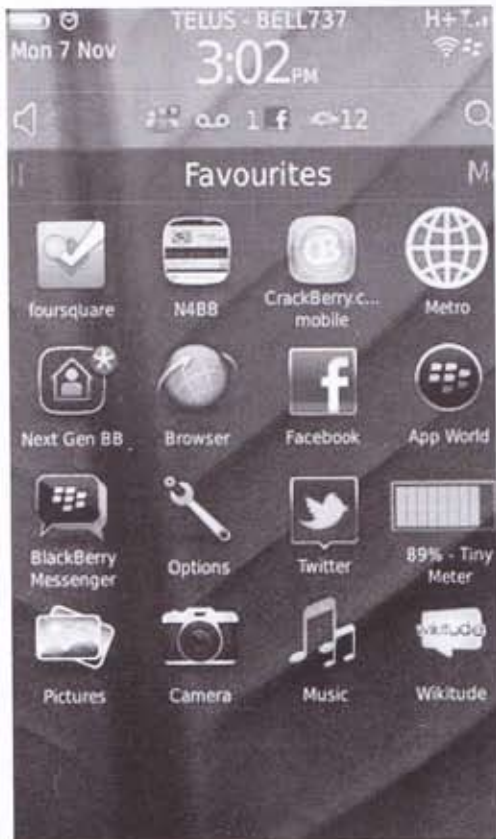 TELUS - BELL737 H+
Mon 7 Nov
3:02PM
1 12
Favourites
foursquare N4BB CrackBerry.c... mobile Metro
Next Gen BB Browser Facebook App World
BlackBerry Messenger Options Twitter 89% - Tiny Meter
Pictures Camera Music Wikitude